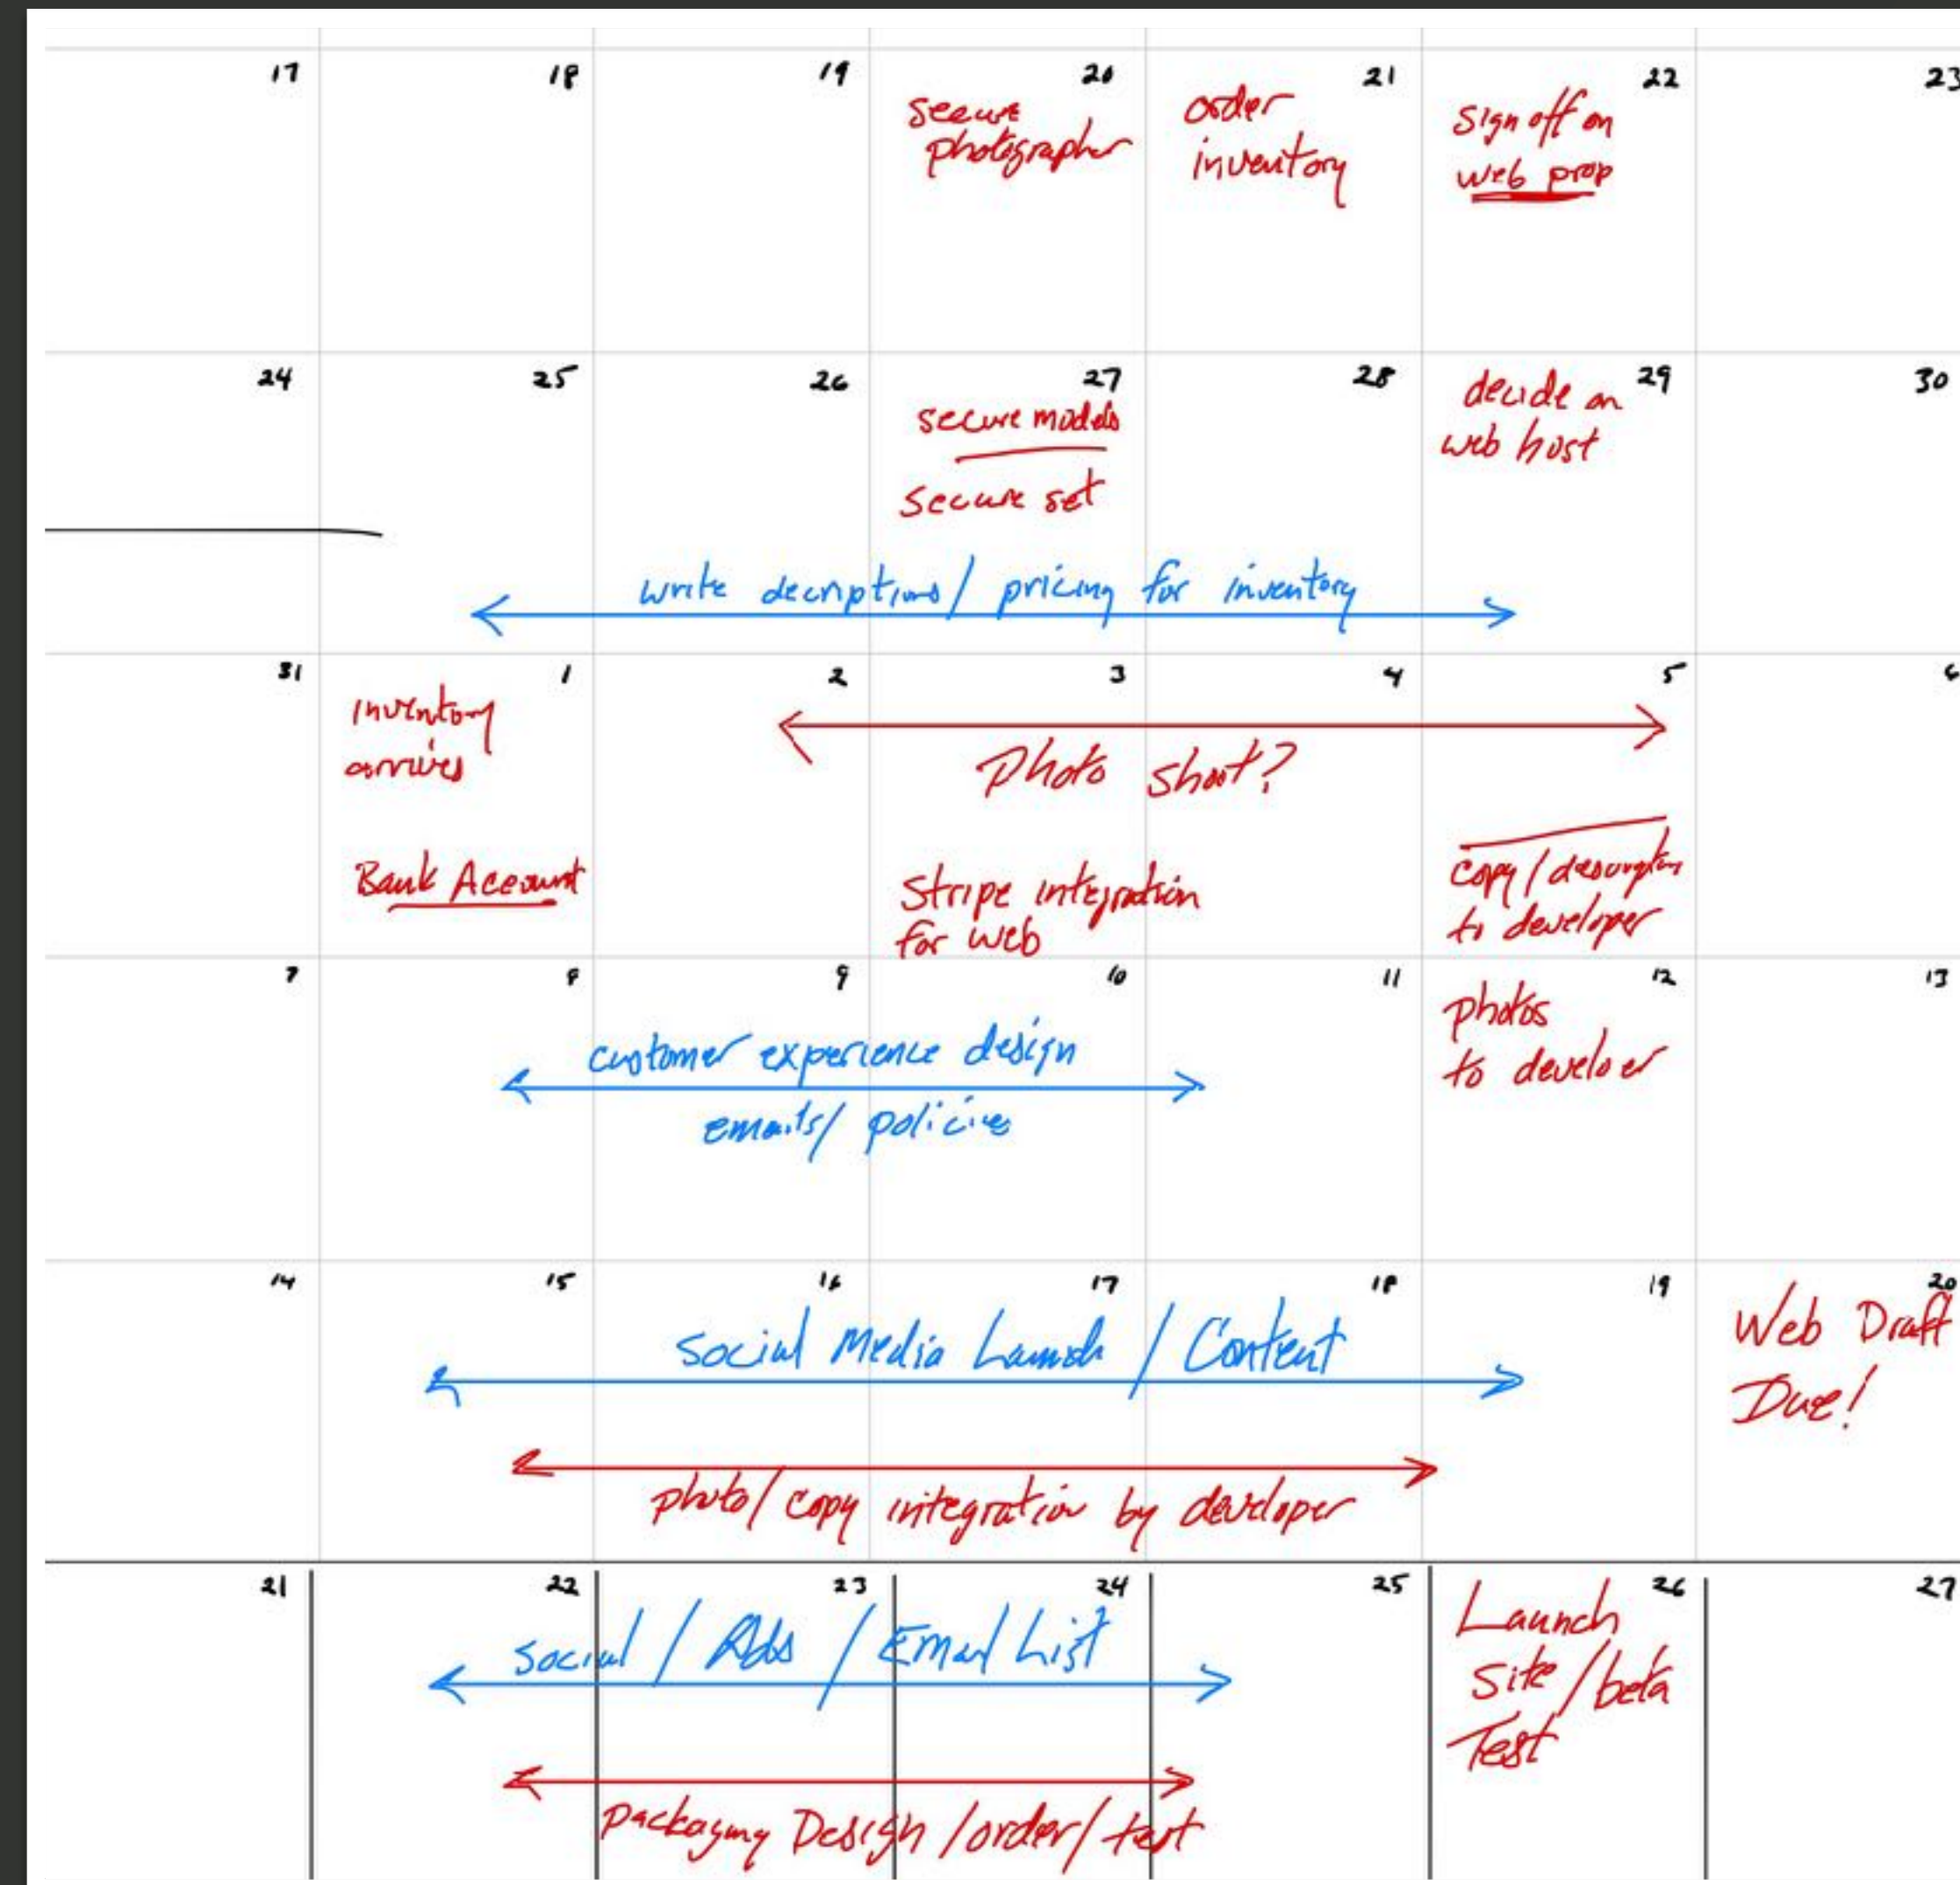 17 18 19 20 21 22 23
secure
photographer
order
inventory
sign off on
web prop
24 25 26 27 28 29 30
secure models
secure set
decide on
web host
write decriptions / pricing for inventory
31 1 2 3 4 5 6
inventory
arrives
Photo shoot?
Bank Account
Stripe integration
for web
copy / description
to developer
7 8 9 10 11 12 13
customer experience design
emails / policies
photos
to develoer
14 15 16 17 18 19 20
Social Media Launch / Content
Web Draft
Due!
photo / copy integration by developer
21 22 23 24 25 26 27
Social / Ads / Email List
Launch
site / beta
Test
packaging Design / order / test